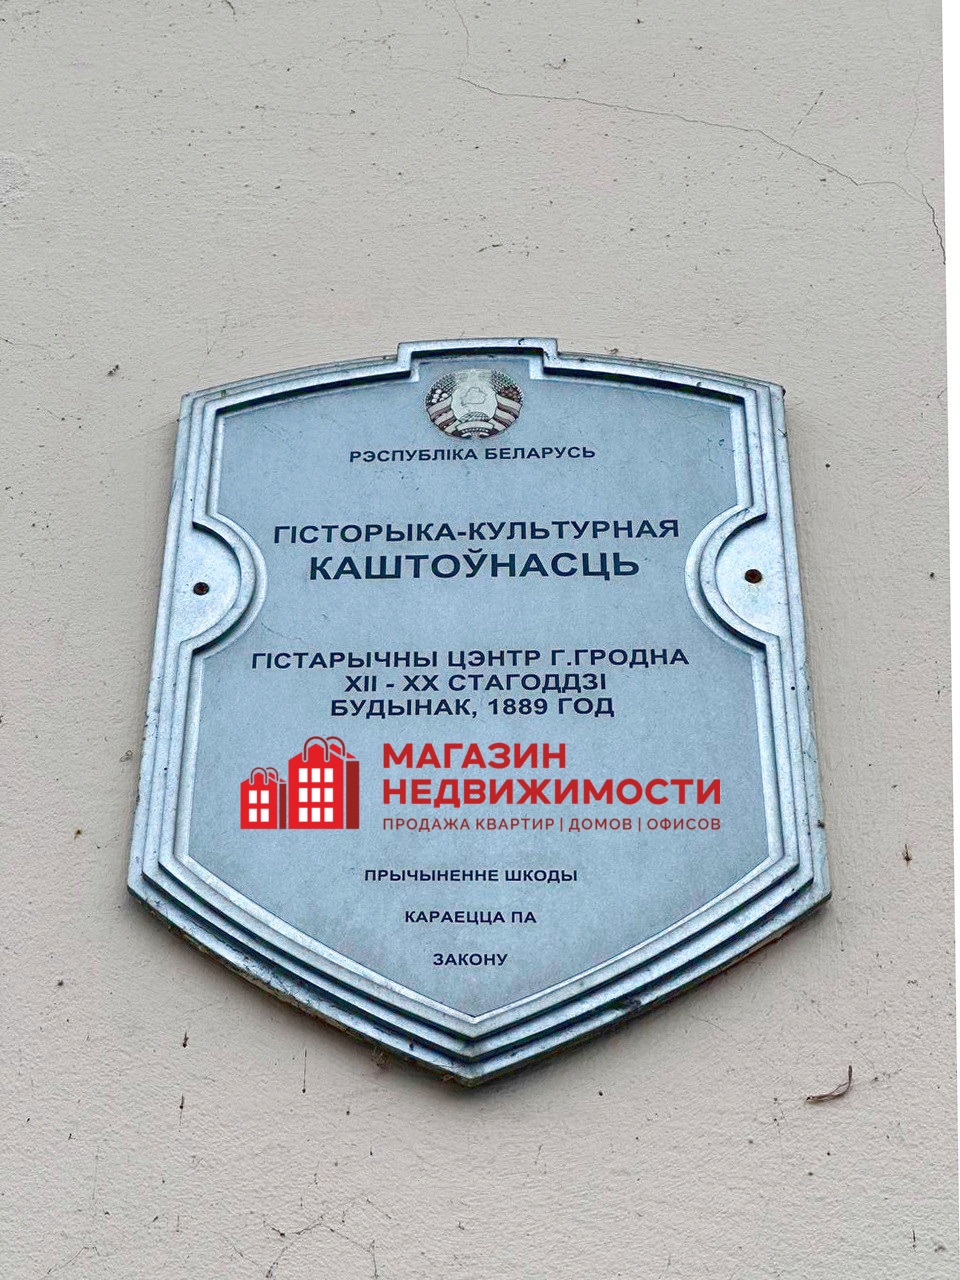 РЭСПУБЛІКА БЕЛАРУСЬ
ГІСТОРЫКА-КУЛЬТУРНАЯ
КАШТОЎНАСЦЬ
ГІСТАРЫЧНЫ ЦЭНТР Г.ГРОДНА
XII - XX СТАГОДДЗІ
БУДЫНАК, 1889 ГОД
МАГАЗИН
НЕДВИЖИМОСТИ
ПРОДАЖА КВАРТИР | ДОМОВ | ОФИСОВ
ПРЫЧЫНЕННЕ ШКОДЫ
КАРАЕЦЦА ПА
ЗАКОНУ